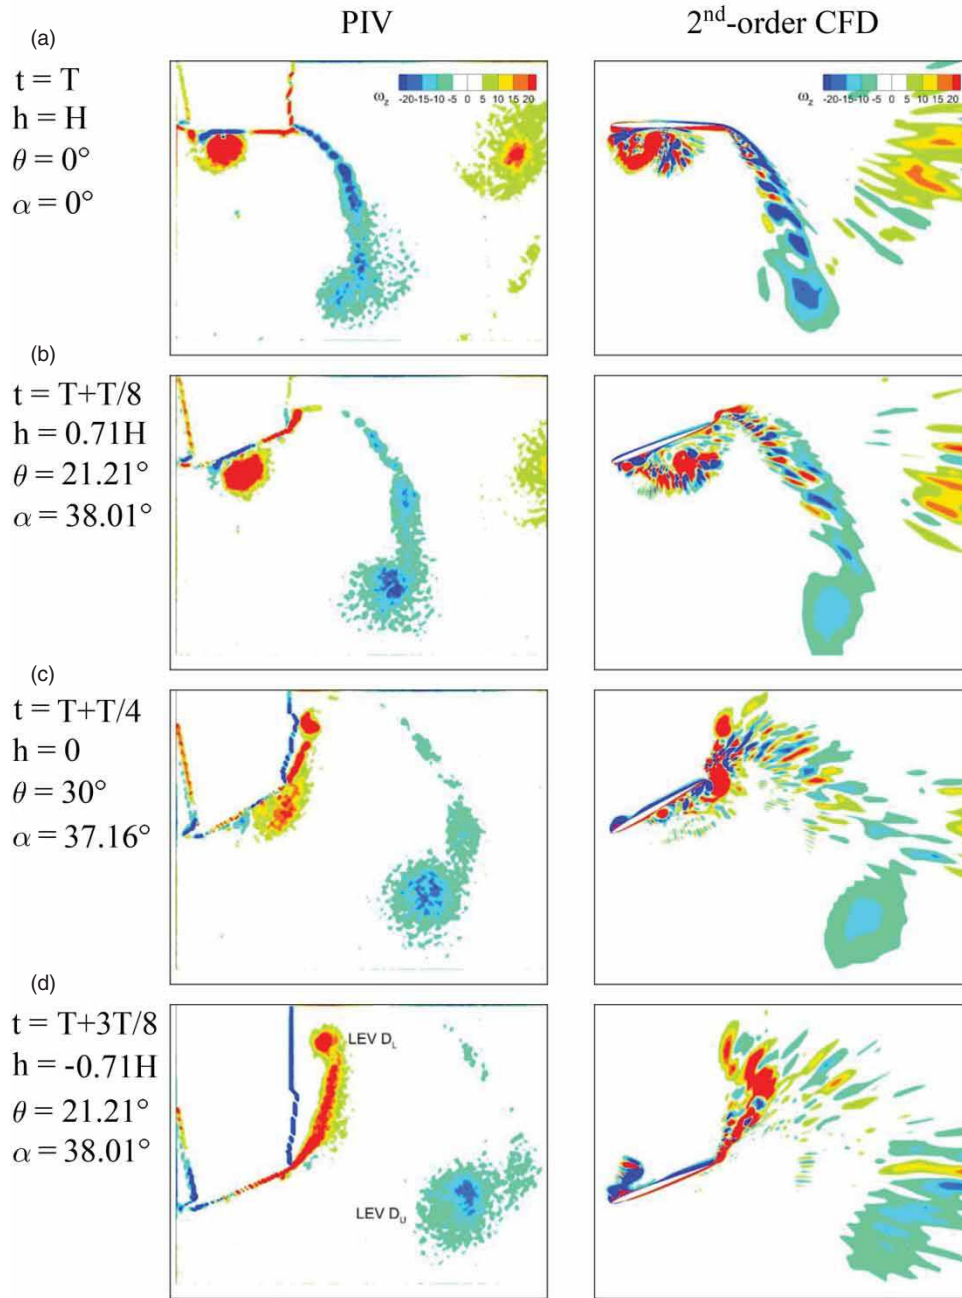 PIV
2nd-order CFD
(a)
t = T
h = H
θ = 0°
α = 0°
ωz -20 -15 -10 -5 0 5 10 15 20
ωz -20 -15 -10 -5 0 5 10 15 20
(b)
t = T+T/8
h = 0.71H
θ = 21.21°
α = 38.01°
(c)
t = T+T/4
h = 0
θ = 30°
α = 37.16°
(d)
t = T+3T/8
h = -0.71H
θ = 21.21°
α = 38.01°
LEV DL
LEV DU